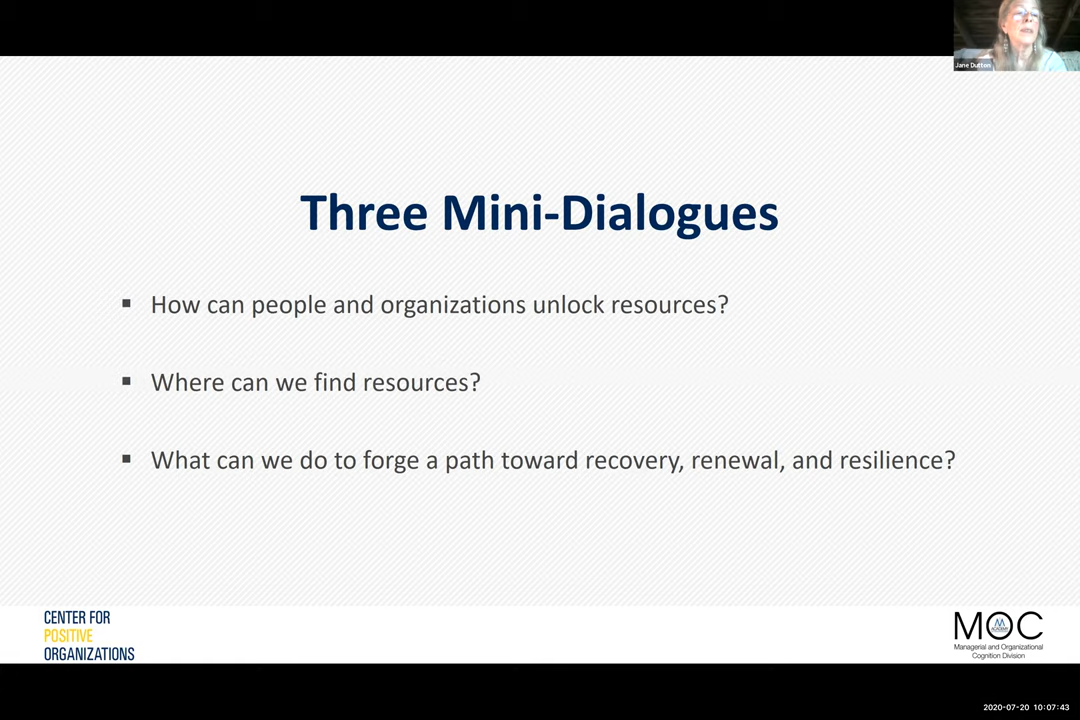 Jane Dutton
Three Mini-Dialogues
▪ How can people and organizations unlock resources?
▪ Where can we find resources?
▪ What can we do to forge a path toward recovery, renewal, and resilience?
CENTER FOR
POSITIVE
ORGANIZATIONS
MOC
Managerial and Organizational
Cognition Division
2020-07-20 10:07:43